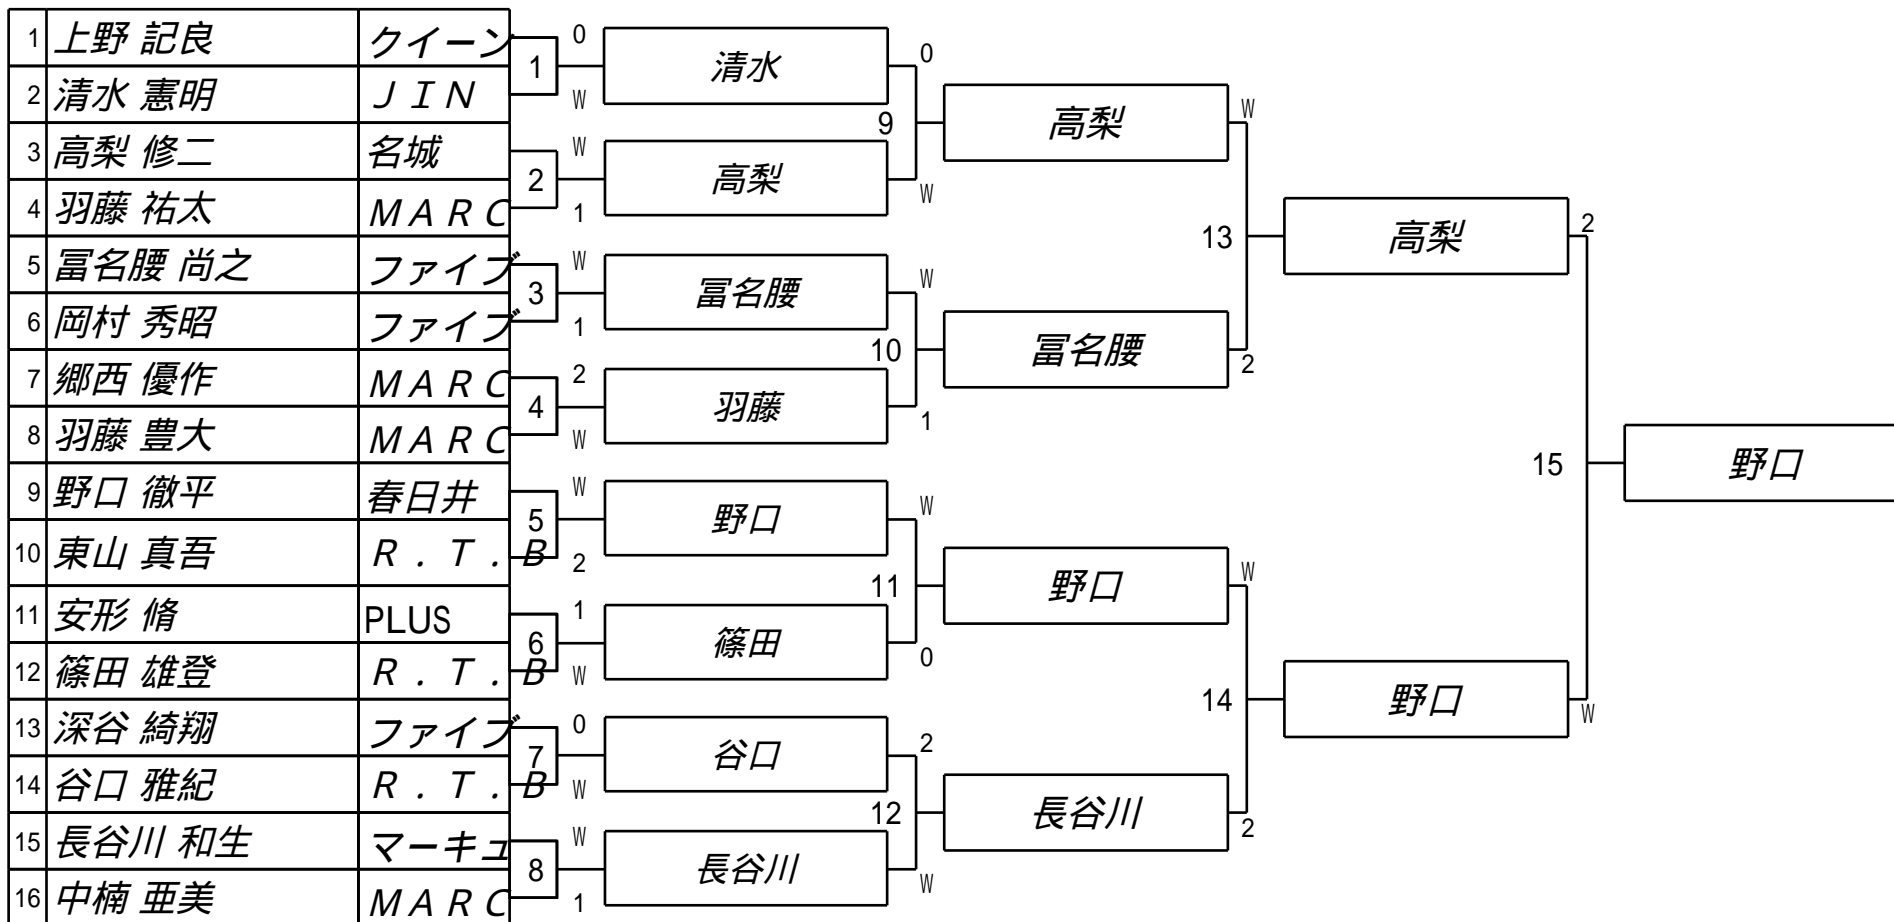 1 上野 記良 クイーン
2 清水 憲明 ＪＩＮ
3 高梨 修二 名城
4 羽藤 祐太 ＭＡＲＣ
5 冨名腰 尚之 ファイブ
6 岡村 秀昭 ファイブ
7 郷西 優作 ＭＡＲＣ
8 羽藤 豊大 ＭＡＲＣ
9 野口 徹平 春日井
10 東山 真吾 Ｒ．Ｔ．Ｂ
11 安形 脩 PLUS
12 篠田 雄登 Ｒ．Ｔ．Ｂ
13 深谷 綺翔 ファイブ
14 谷口 雅紀 Ｒ．Ｔ．Ｂ
15 長谷川 和生 マーキュ
16 中楠 亜美 ＭＡＲＣ
1 0 W
2 W 1
3 W 1
4 2 W
5 W 2
6 1 W
7 0 W
8 W 1
清水 0
9
高梨 W
冨名腰 W
10
羽藤 1
野口 W
11
篠田 0
谷口 2
12
長谷川 W
高梨 W
13
冨名腰 2
野口 W
14
長谷川 2
高梨 2
15
野口 W
野口